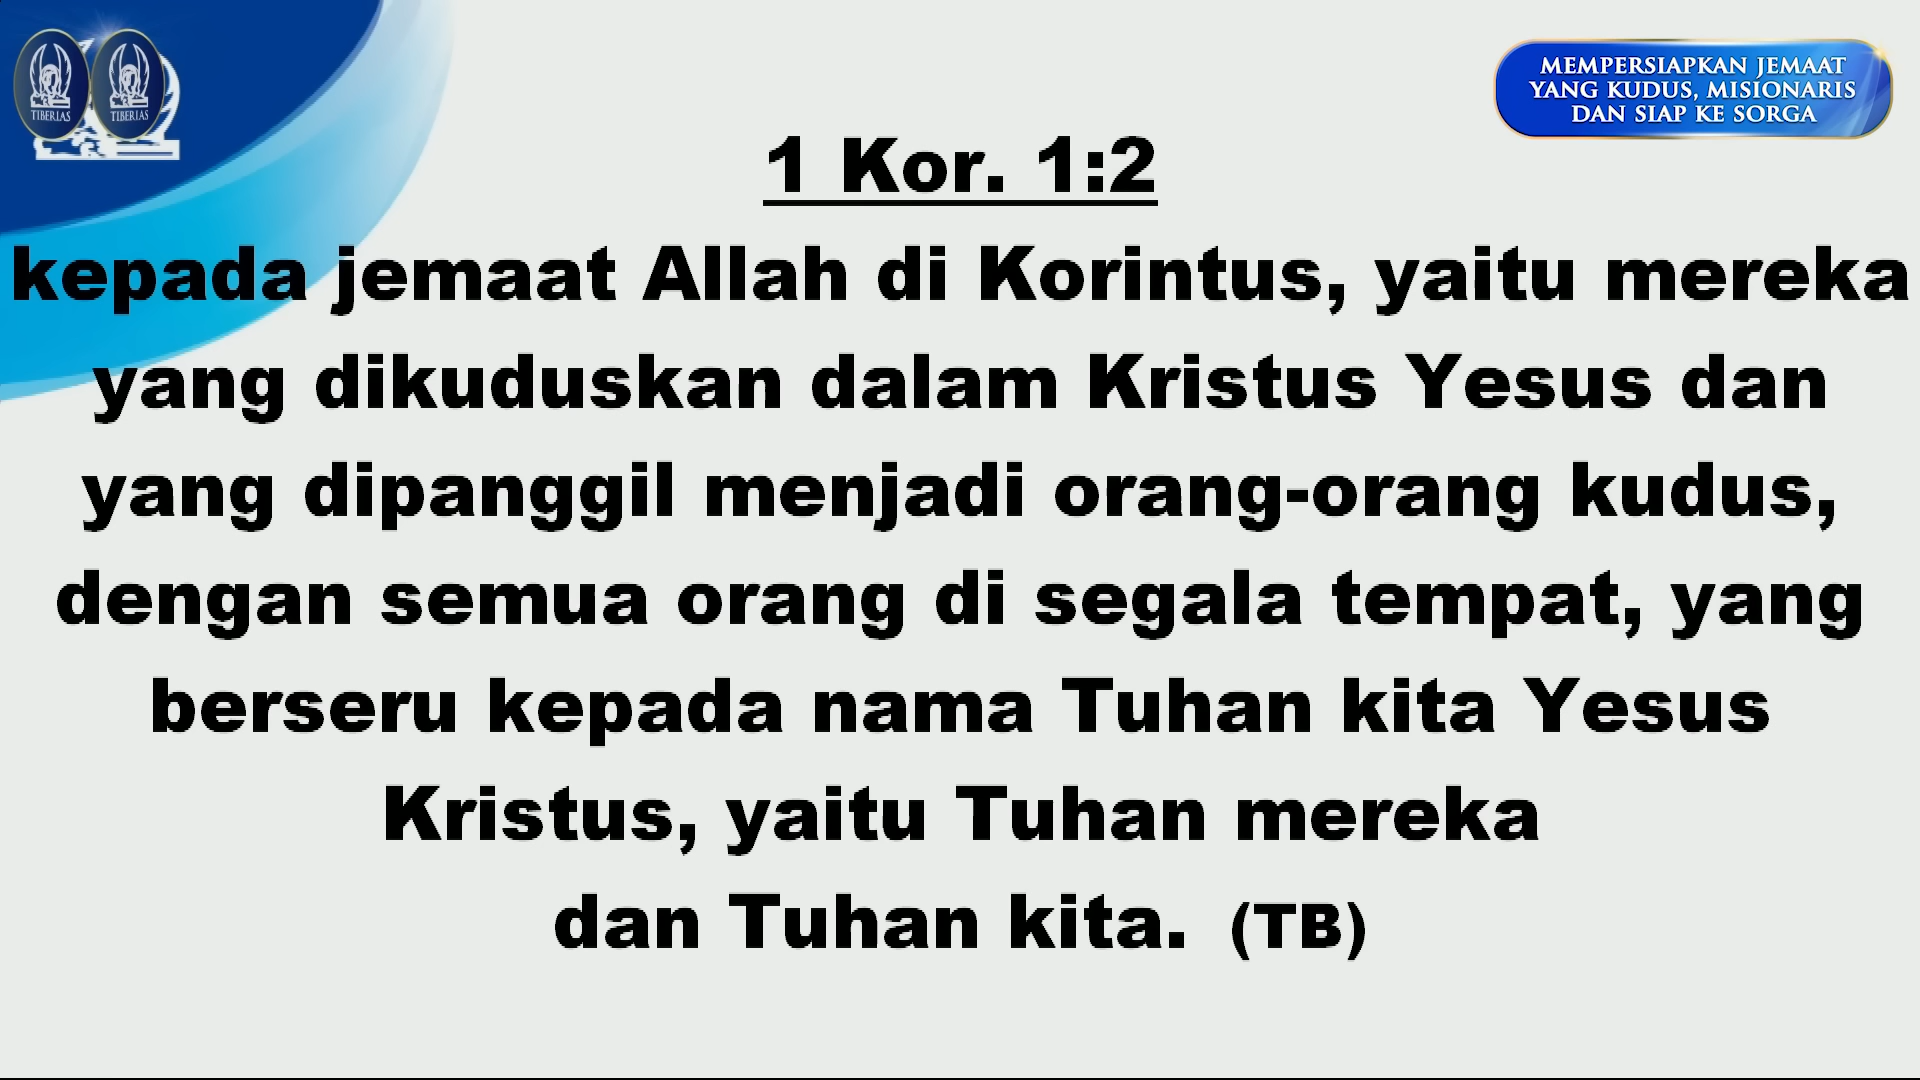 TIBERIAS TIBERIAS
MEMPERSIAPKAN JEMAAT
YANG KUDUS, MISIONARIS
DAN SIAP KE SORGA
1 Kor. 1:2
kepada jemaat Allah di Korintus, yaitu mereka
yang dikuduskan dalam Kristus Yesus dan
yang dipanggil menjadi orang-orang kudus,
dengan semua orang di segala tempat, yang
berseru kepada nama Tuhan kita Yesus
Kristus, yaitu Tuhan mereka
dan Tuhan kita. (TB)